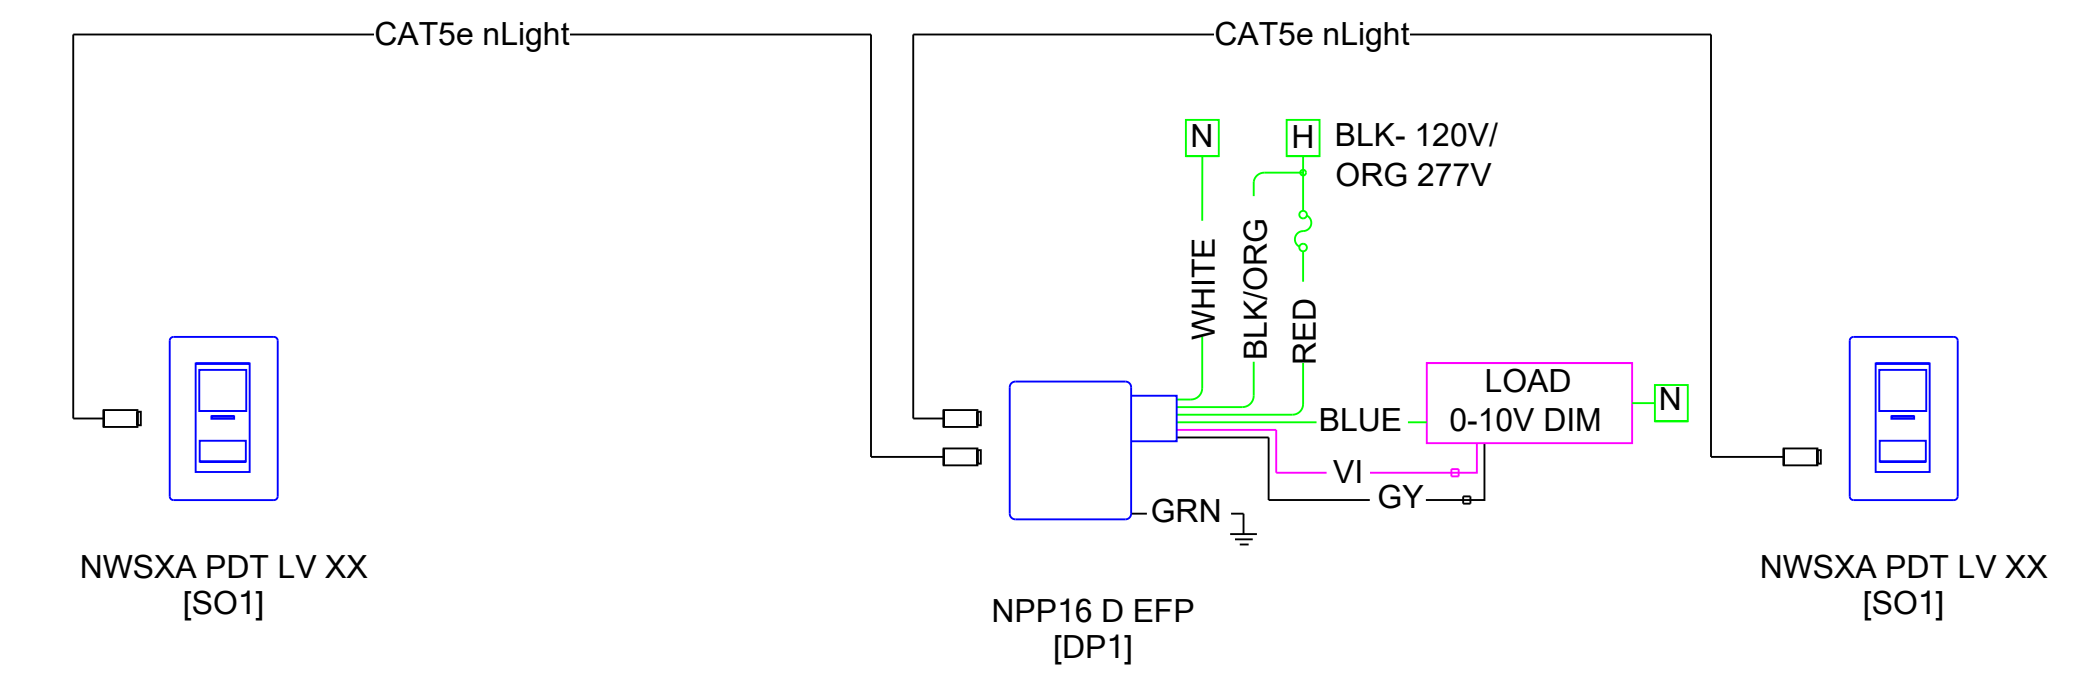 CAT5e nLight
CAT5e nLight
N
H
BLK- 120V/
ORG 277V
WHITE
BLK/ORG
RED
LOAD
0-10V DIM
N
BLUE
VI
GY
GRN
NWSXA PDT LV XX
[SO1]
NPP16 D EFP
[DP1]
NWSXA PDT LV XX
[SO1]